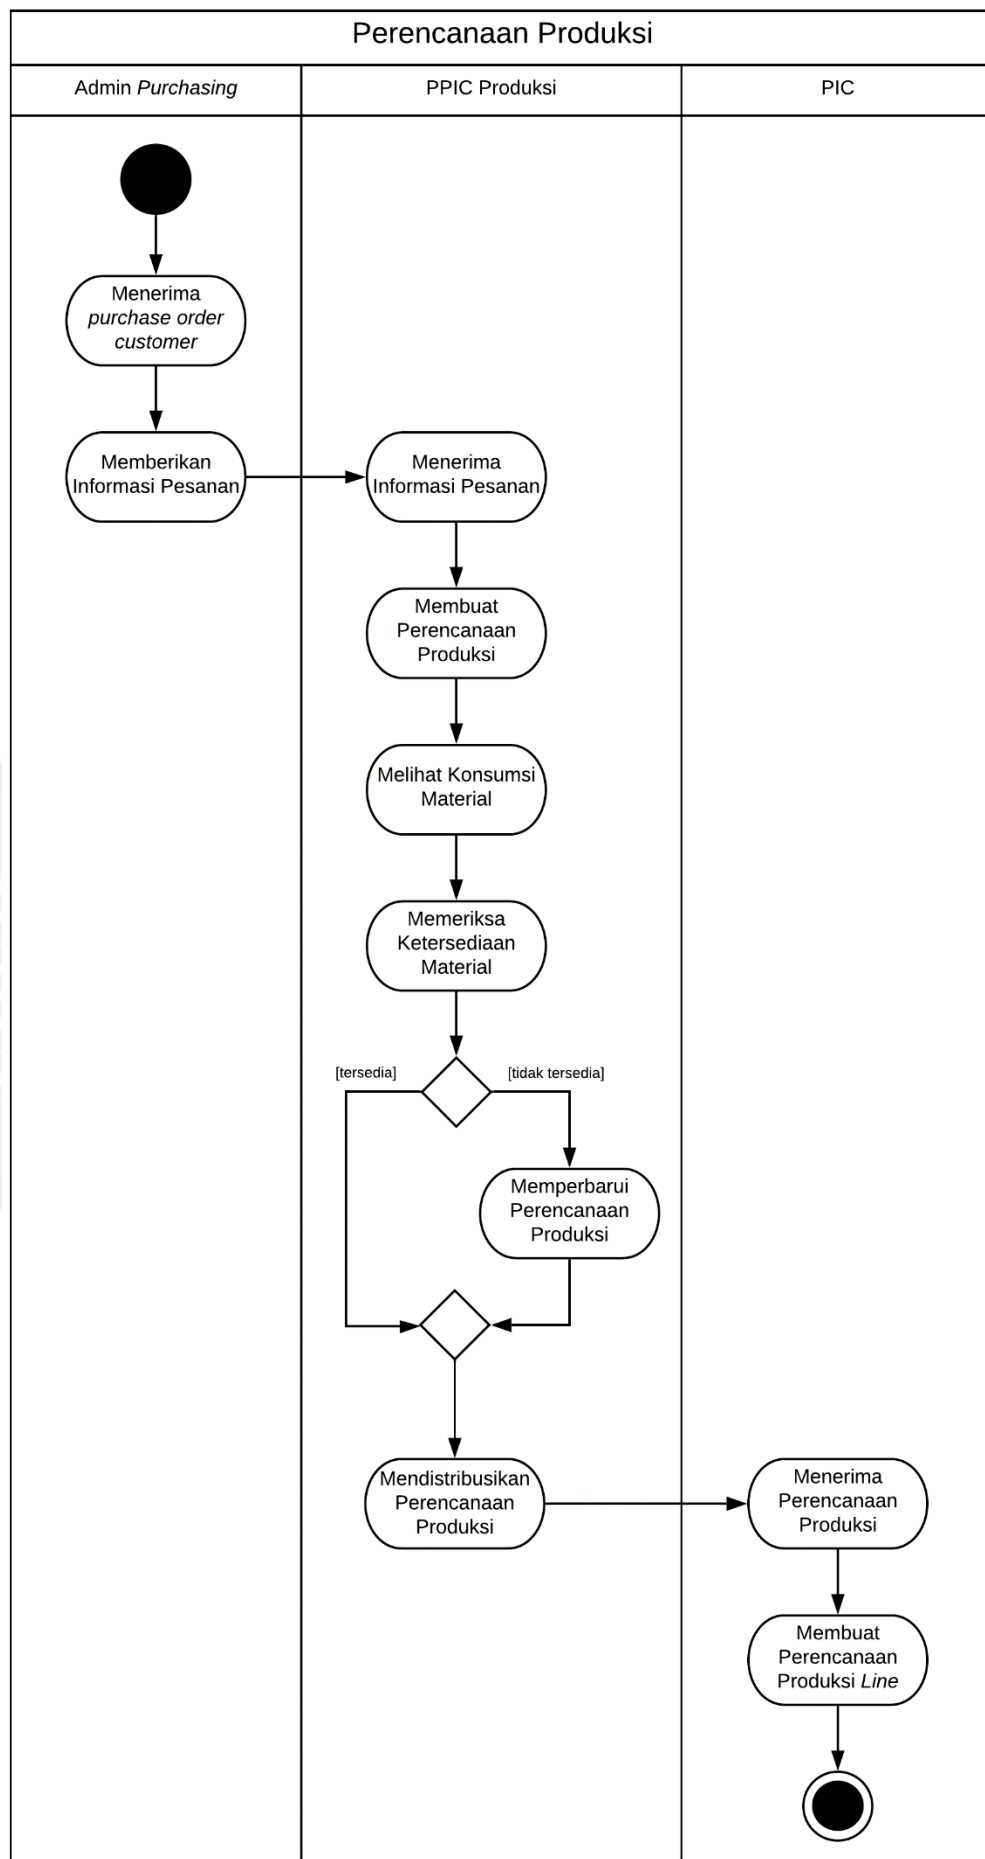 Perencanaan Produksi
Admin Purchasing
PPIC Produksi
PIC
Menerima
purchase order
customer
Memberikan
Informasi Pesanan
Menerima
Informasi Pesanan
Membuat
Perencanaan
Produksi
Melihat Konsumsi
Material
Memeriksa
Ketersediaan
Material
[tersedia]
[tidak tersedia]
Memperbarui
Perencanaan
Produksi
Mendistribusikan
Perencanaan
Produksi
Menerima
Perencanaan
Produksi
Membuat
Perencanaan
Produksi Line